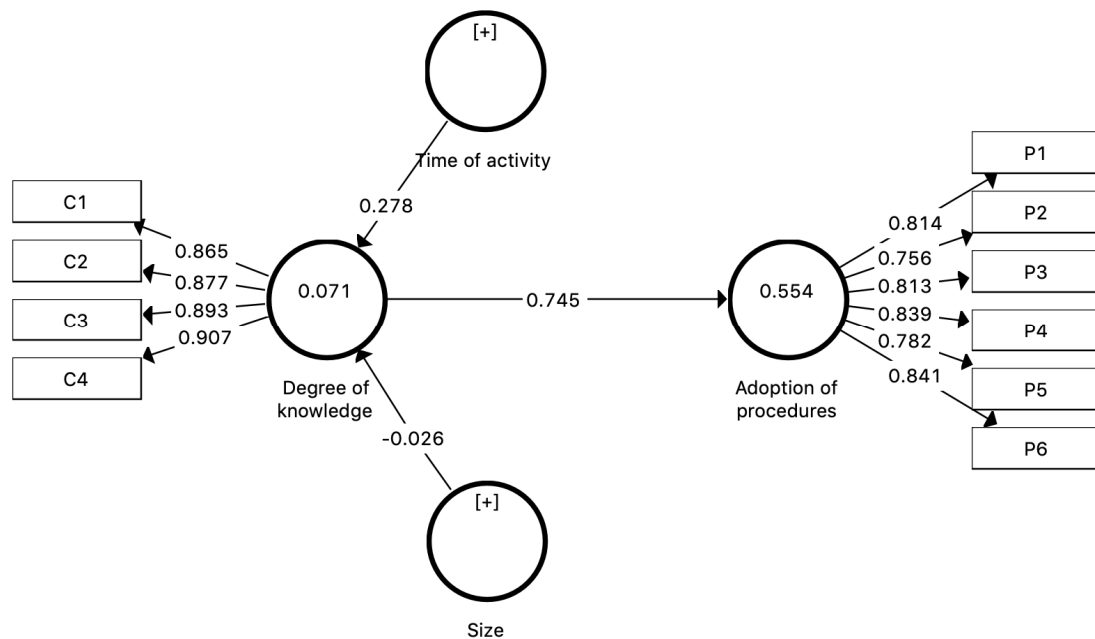 [+]
Time of activity
P1
C1
0.278
0.814
P2
0.865
C2
0.756
P3
0.877
0.071
0.745
0.554
0.813
C3
0.893
0.839
P4
0.907
0.782
C4
0.841
P5
Degree of
knowledge
Adoption of
procedures
-0.026
P6
[+]
Size